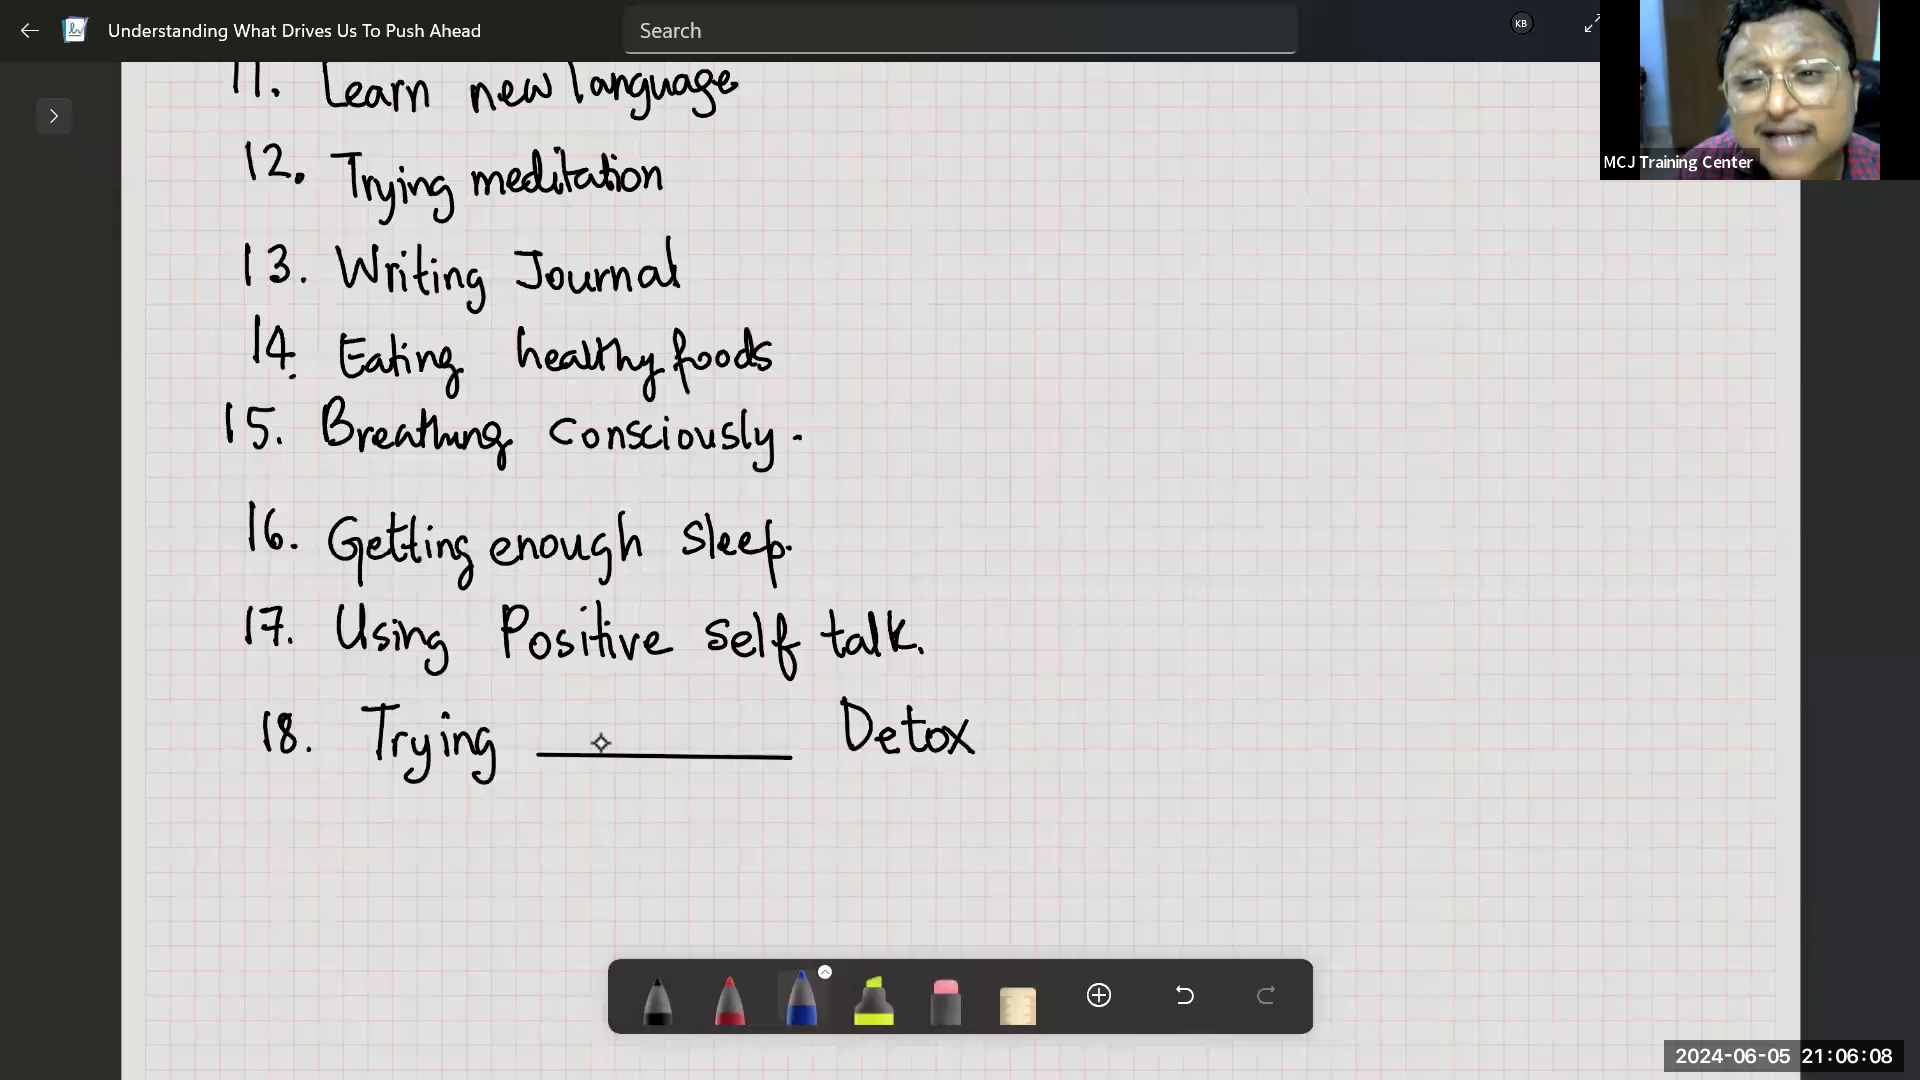 Understanding What Drives Us To Push Ahead
Search
KB
MCJ Training Center
11. Learn new language
12. Trying meditation
13. Writing Journal
14. Eating healthy foods
15. Breathing Consciously.
16. Getting enough sleep.
17. Using Positive self talk.
18. Trying ________ Detox
2024-06-05 21:06:08